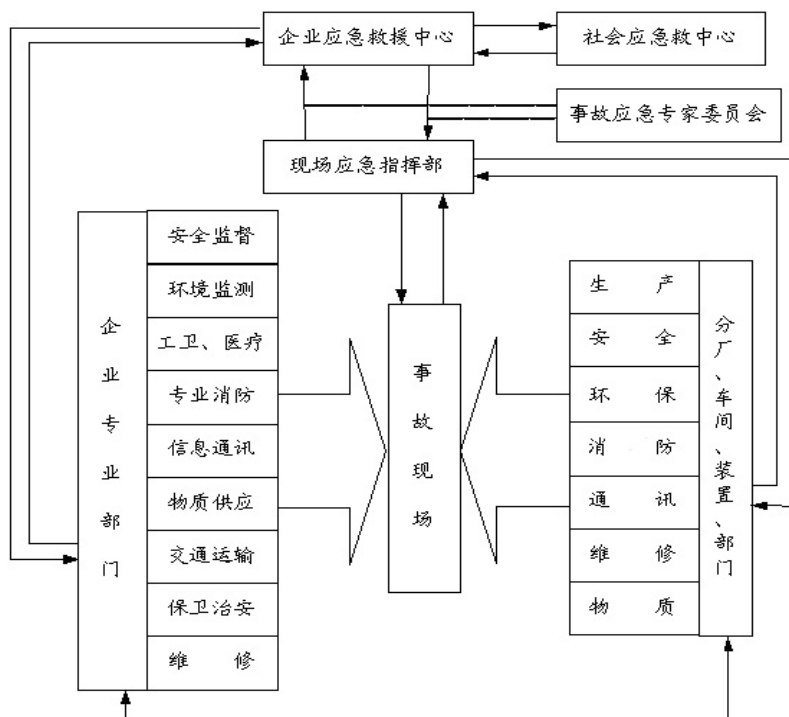 企业应急救援中心
社会应急救中心
事故应急专家委员会
现场应急指挥部
企业专业部门
安全监督
环境监测
工卫、医疗
专业消防
信息通讯
物质供应
交通运输
保卫治安
维 修
事故现场
生 产
安 全
环 保
消 防
通 讯
维 修
物 质
分厂、车间、装置、部门